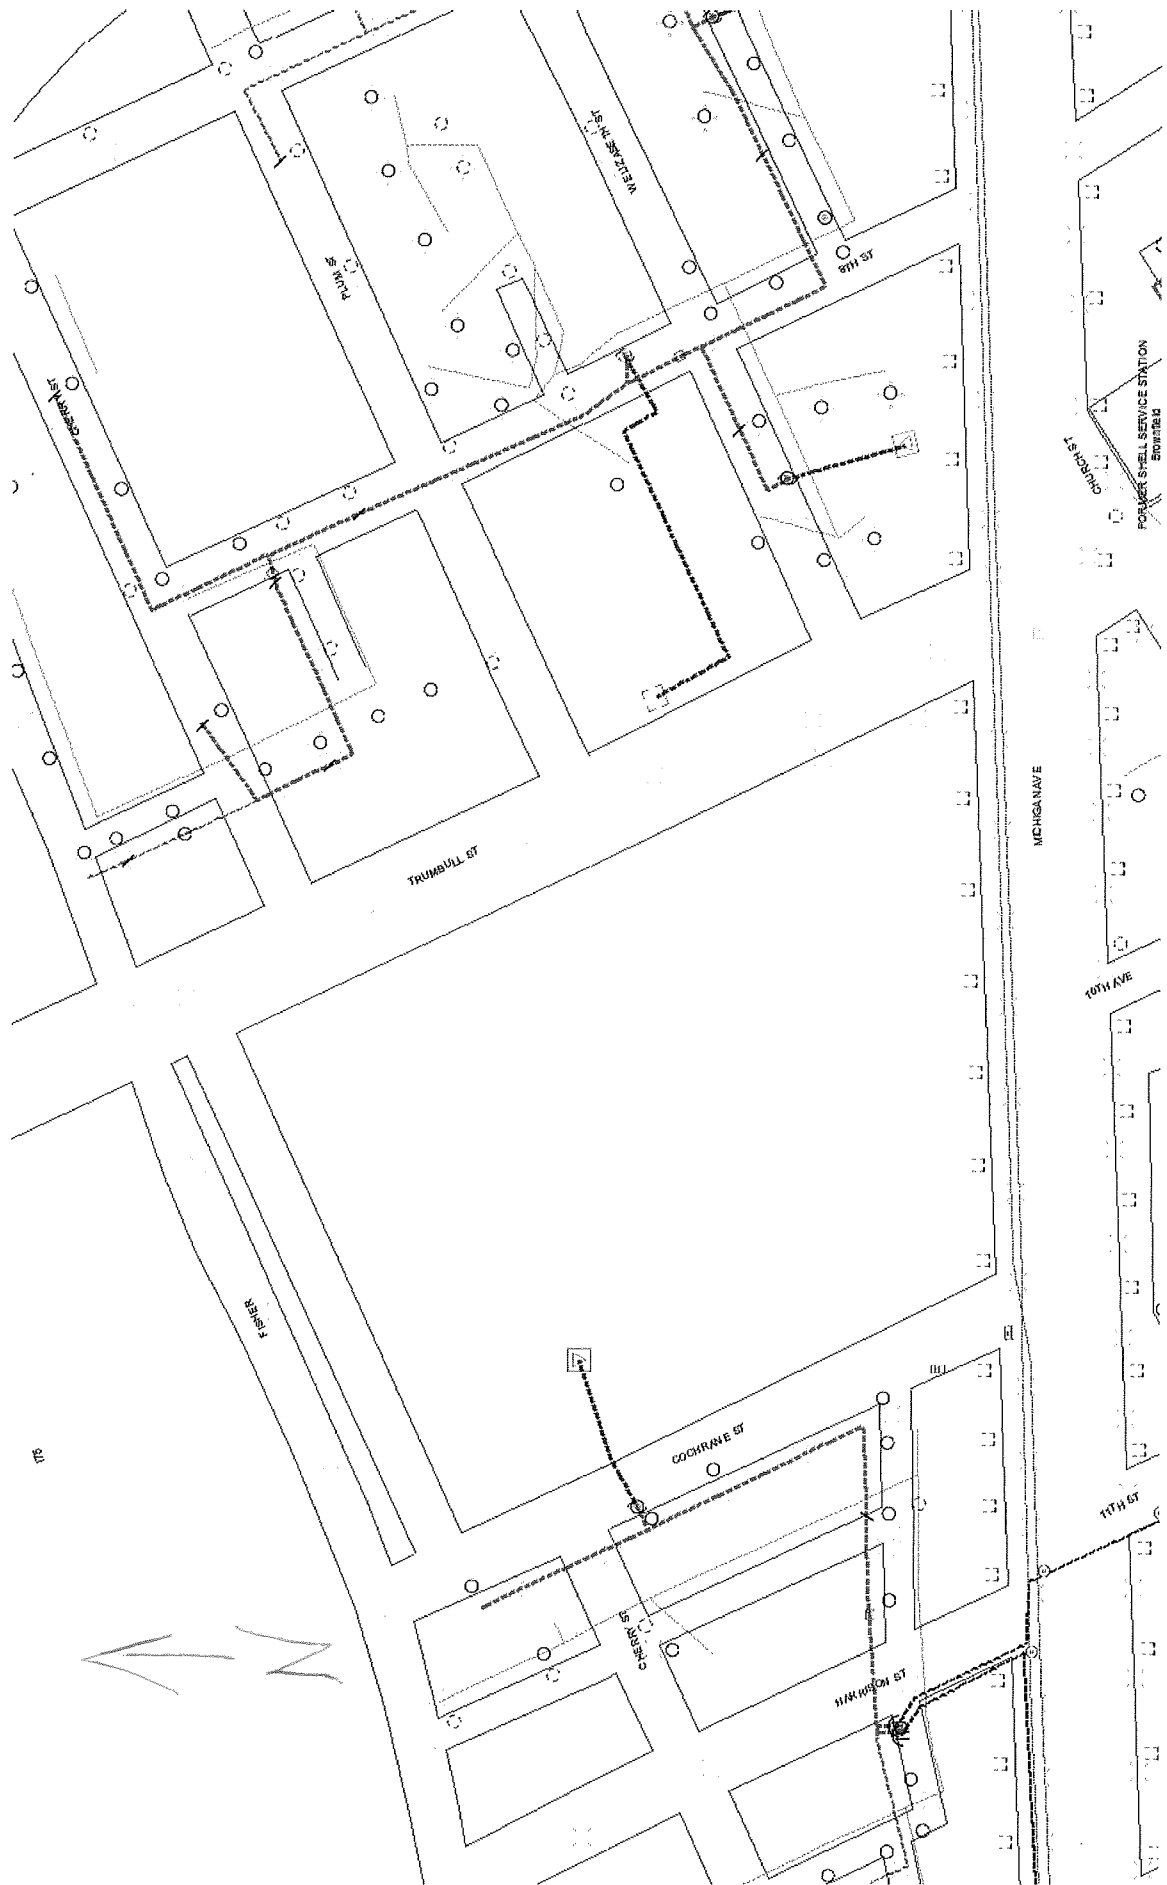 PLUM St
8TH ST
CHURCH ST
FORMER SHELL SERVICE STATION
Brownfield
MICHIGAN AVE
TRUMBULL ST
10TH AVE
FISHER
I75
COCHRANE ST
11TH ST
CHERRY ST
HARRISON ST
N